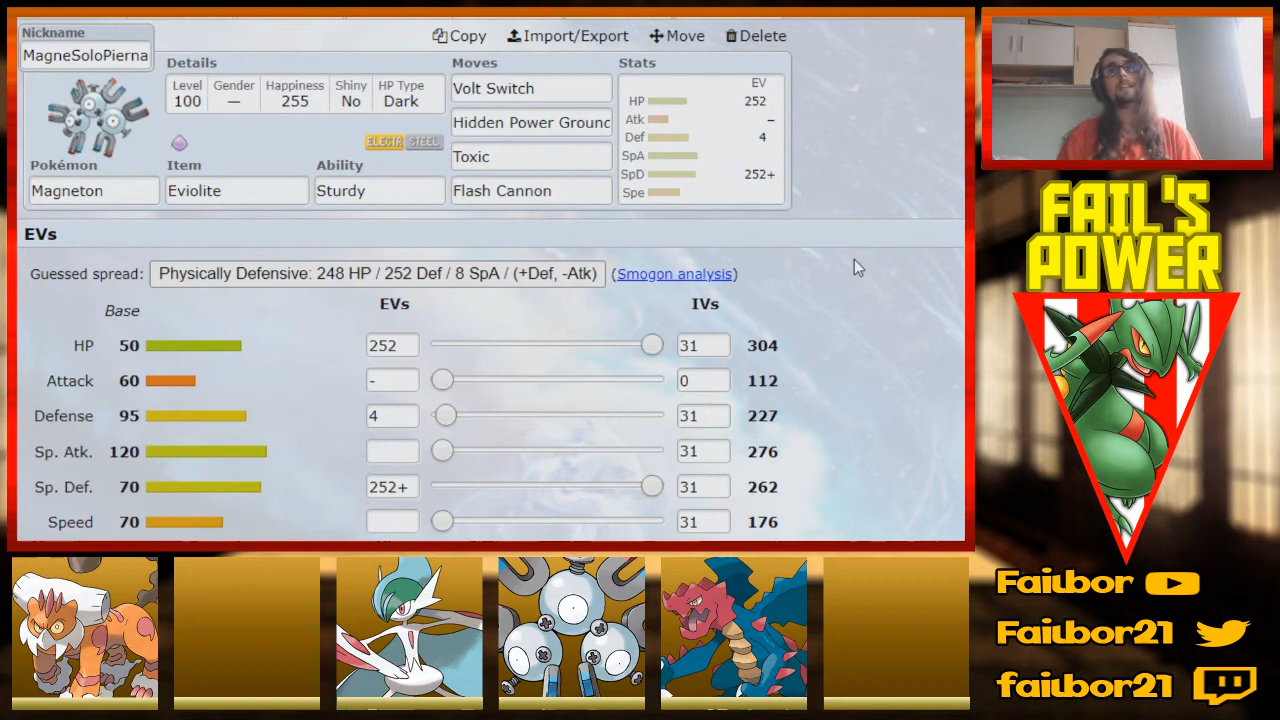 Nickname
MagneSoloPierna
Copy Import/Export Move Delete
Details
Level Gender Happiness Shiny HP Type
100 — 255 No Dark
ELECTR STEEL
Pokémon Item Ability
Magneton Eviolite Sturdy
Moves
Volt Switch
Hidden Power Ground
Toxic
Flash Cannon
Stats
EV
HP 252
Atk –
Def 4
SpA
SpD 252+
Spe
EVs
Guessed spread: Physically Defensive: 248 HP / 252 Def / 8 SpA / (+Def, -Atk) (Smogon analysis)
Base EVs IVs
HP 50 252 31 304
Attack 60 - 0 112
Defense 95 4 31 227
Sp. Atk. 120 31 276
Sp. Def. 70 252+ 31 262
Speed 70 31 176
FAIL'S
POWER
Failbor
Failbor21
failbor21